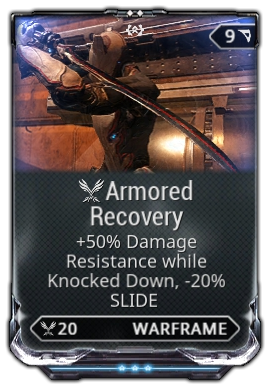 9
Armored
Recovery
+50% Damage
Resistance while
Knocked Down, -20%
SLIDE
20 WARFRAME